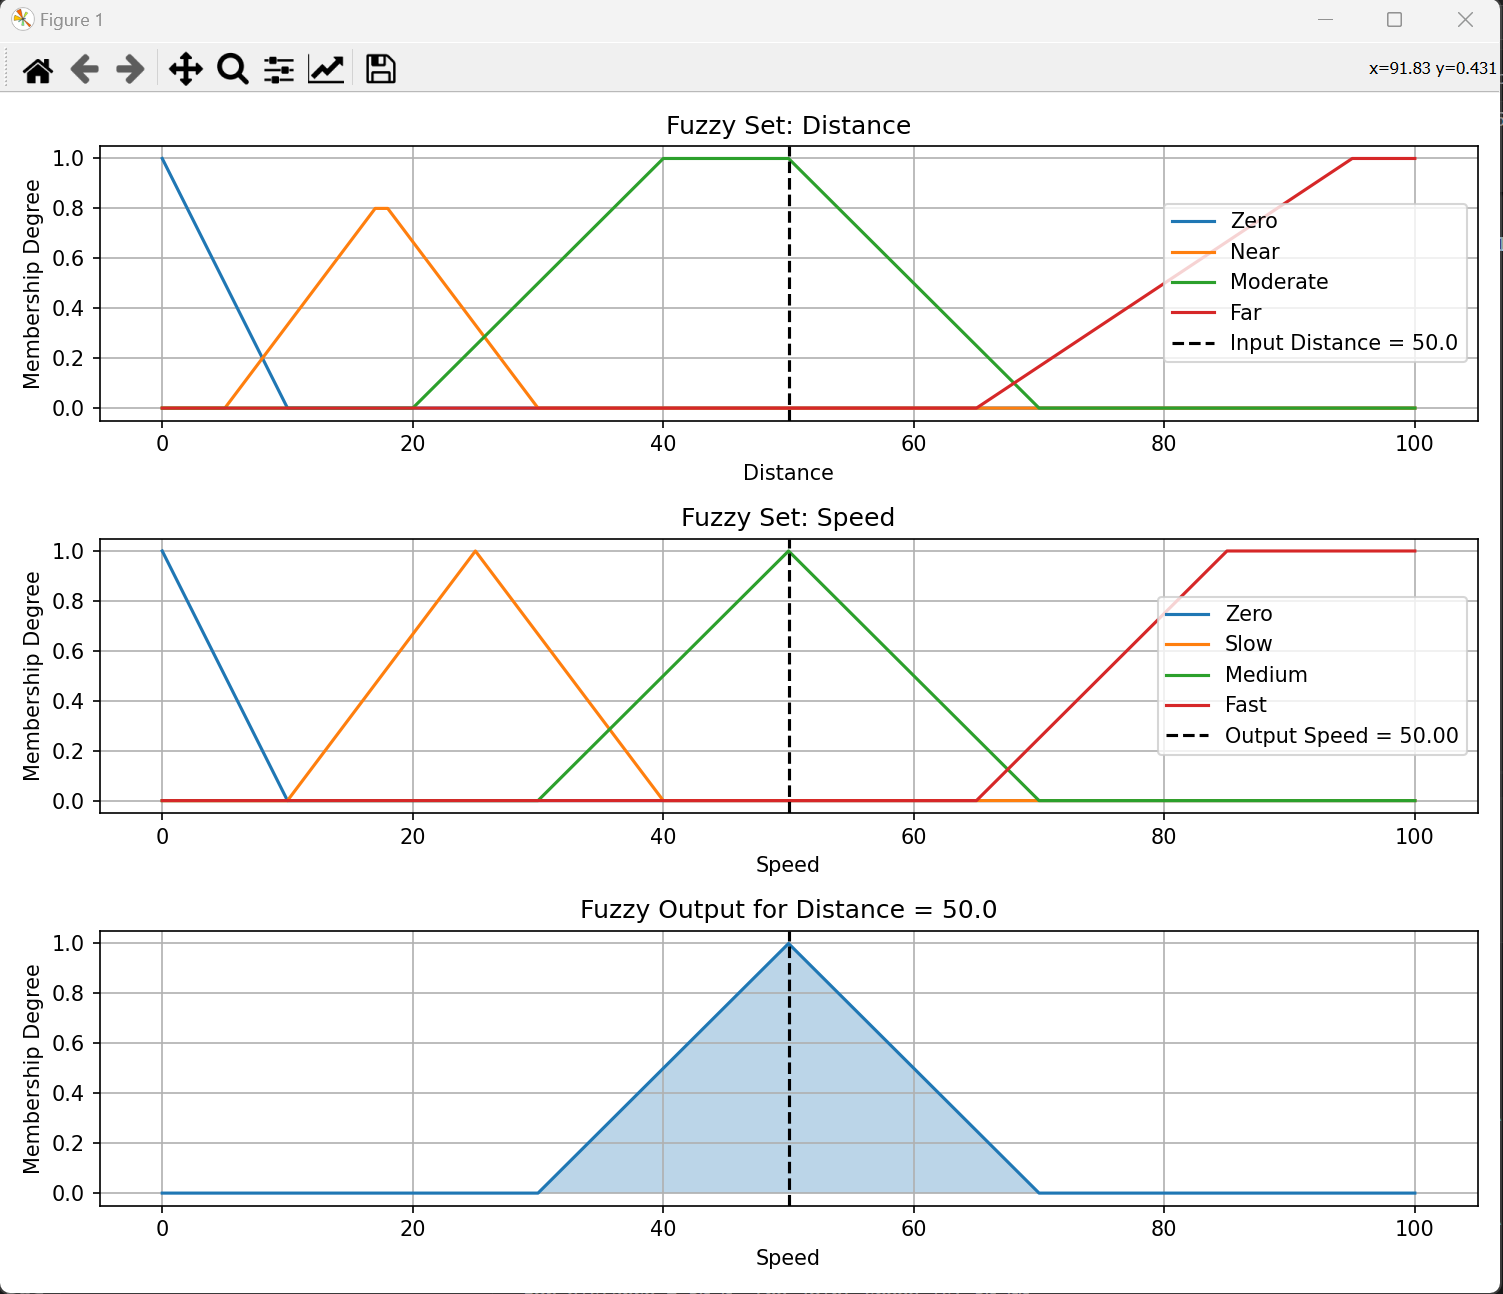 Figure 1
x=91.83 y=0.431
Fuzzy Set: Distance
Membership Degree
1.0
0.8
0.6
0.4
0.2
0.0
Zero
Near
Moderate
Far
Input Distance = 50.0
0 20 40 60 80 100
Distance
Fuzzy Set: Speed
Membership Degree
1.0
0.8
0.6
0.4
0.2
0.0
Zero
Slow
Medium
Fast
Output Speed = 50.00
0 20 40 60 80 100
Speed
Fuzzy Output for Distance = 50.0
Membership Degree
1.0
0.8
0.6
0.4
0.2
0.0
0 20 40 60 80 100
Speed